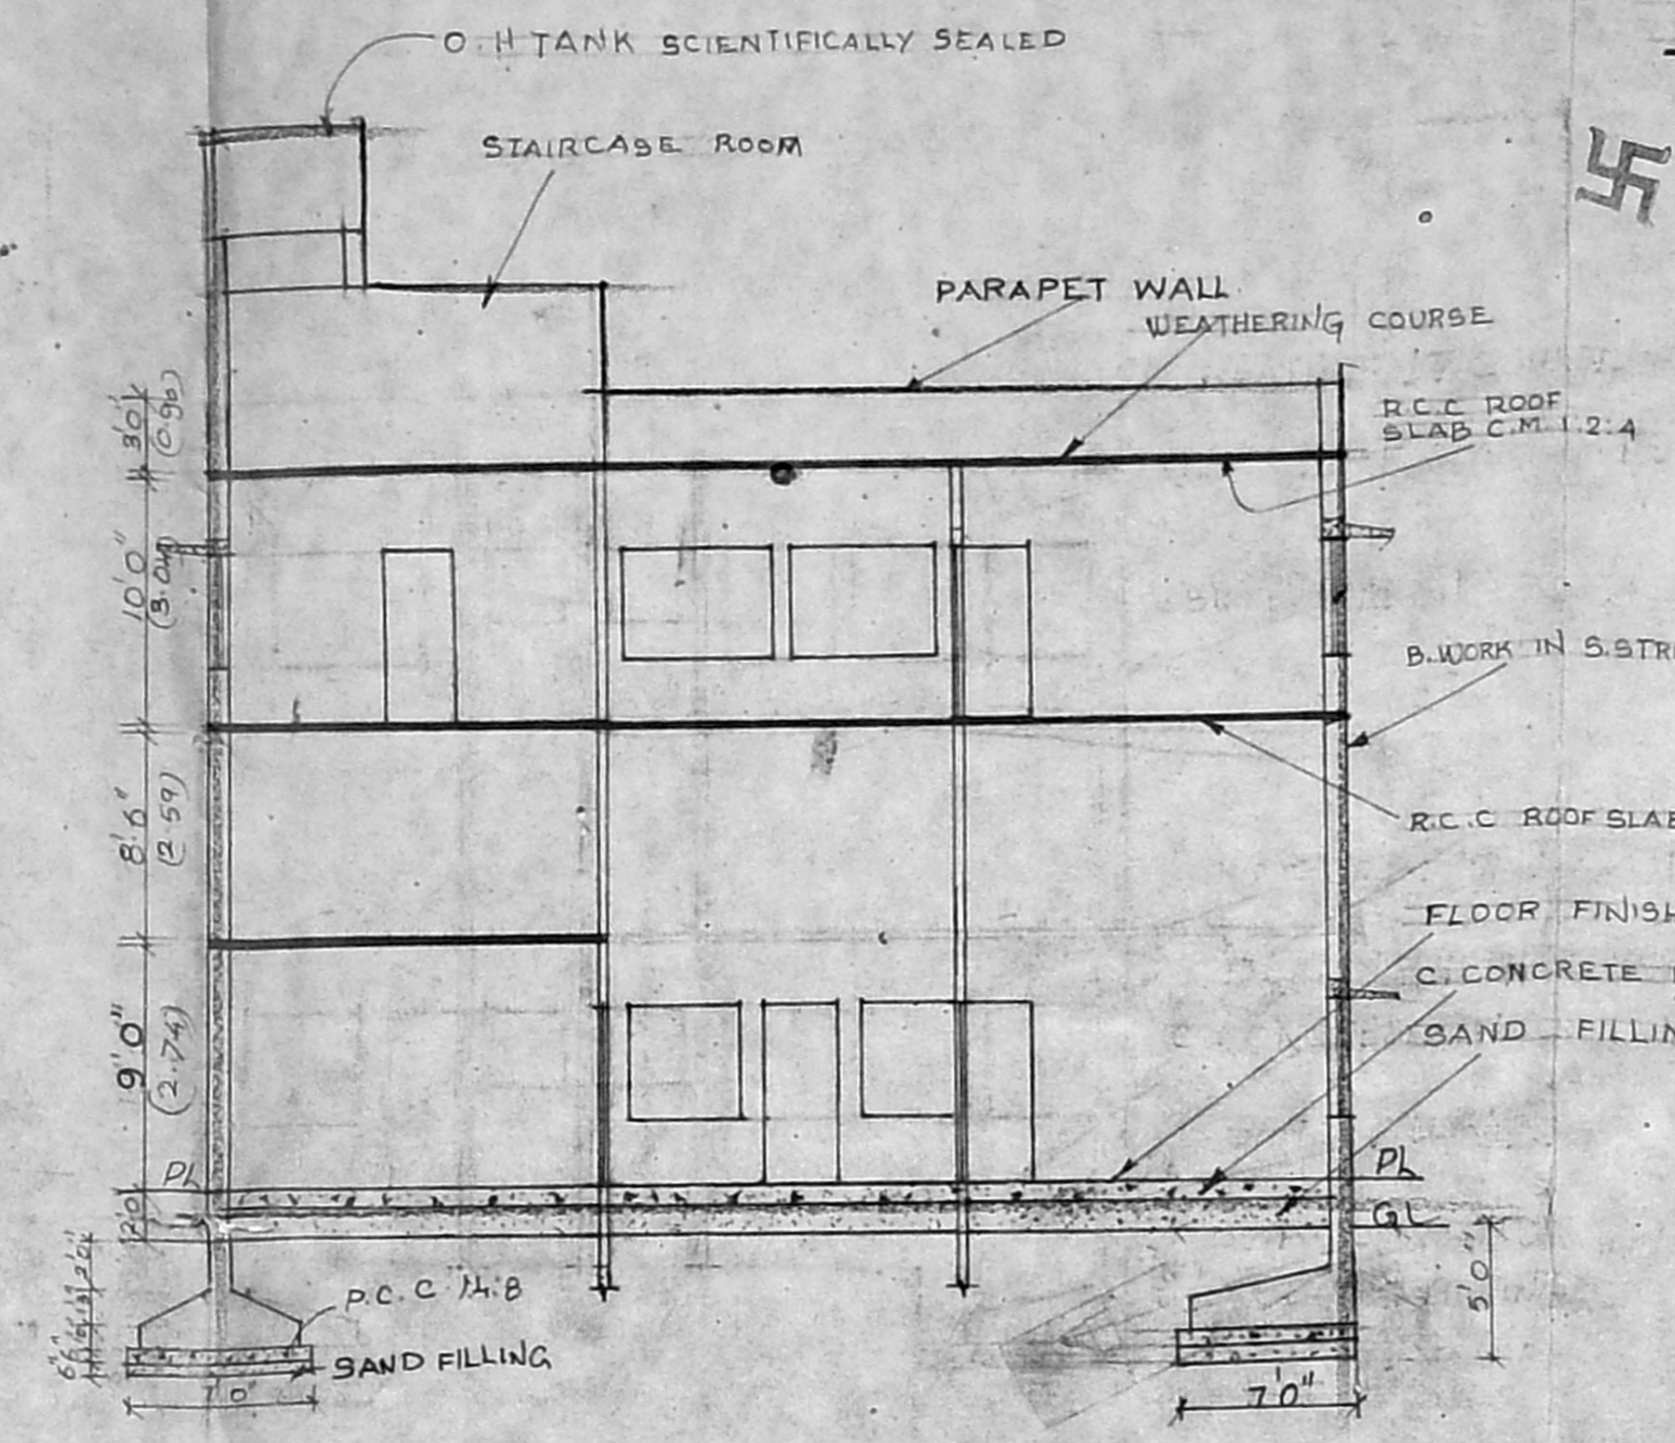 O.H TANK SCIENTIFICALLY SEALED
STAIRCASE ROOM
PARAPET WALL
WEATHERING COURSE
R.C.C ROOF
SLAB C.M 1:2:4
3'0"
(0.90)
10'0"
(3.04)
B.WORK IN S.STR
8'.6"
(2.59)
R.C.C ROOF SLAB
FLOOR FINISH
C.CONCRETE
SAND FILLIN
9'0"
(2.74)
PL
PL
2'0"
GL
5'0"
P.C.C 1:4:8
SAND FILLING
7'0"
7'0"